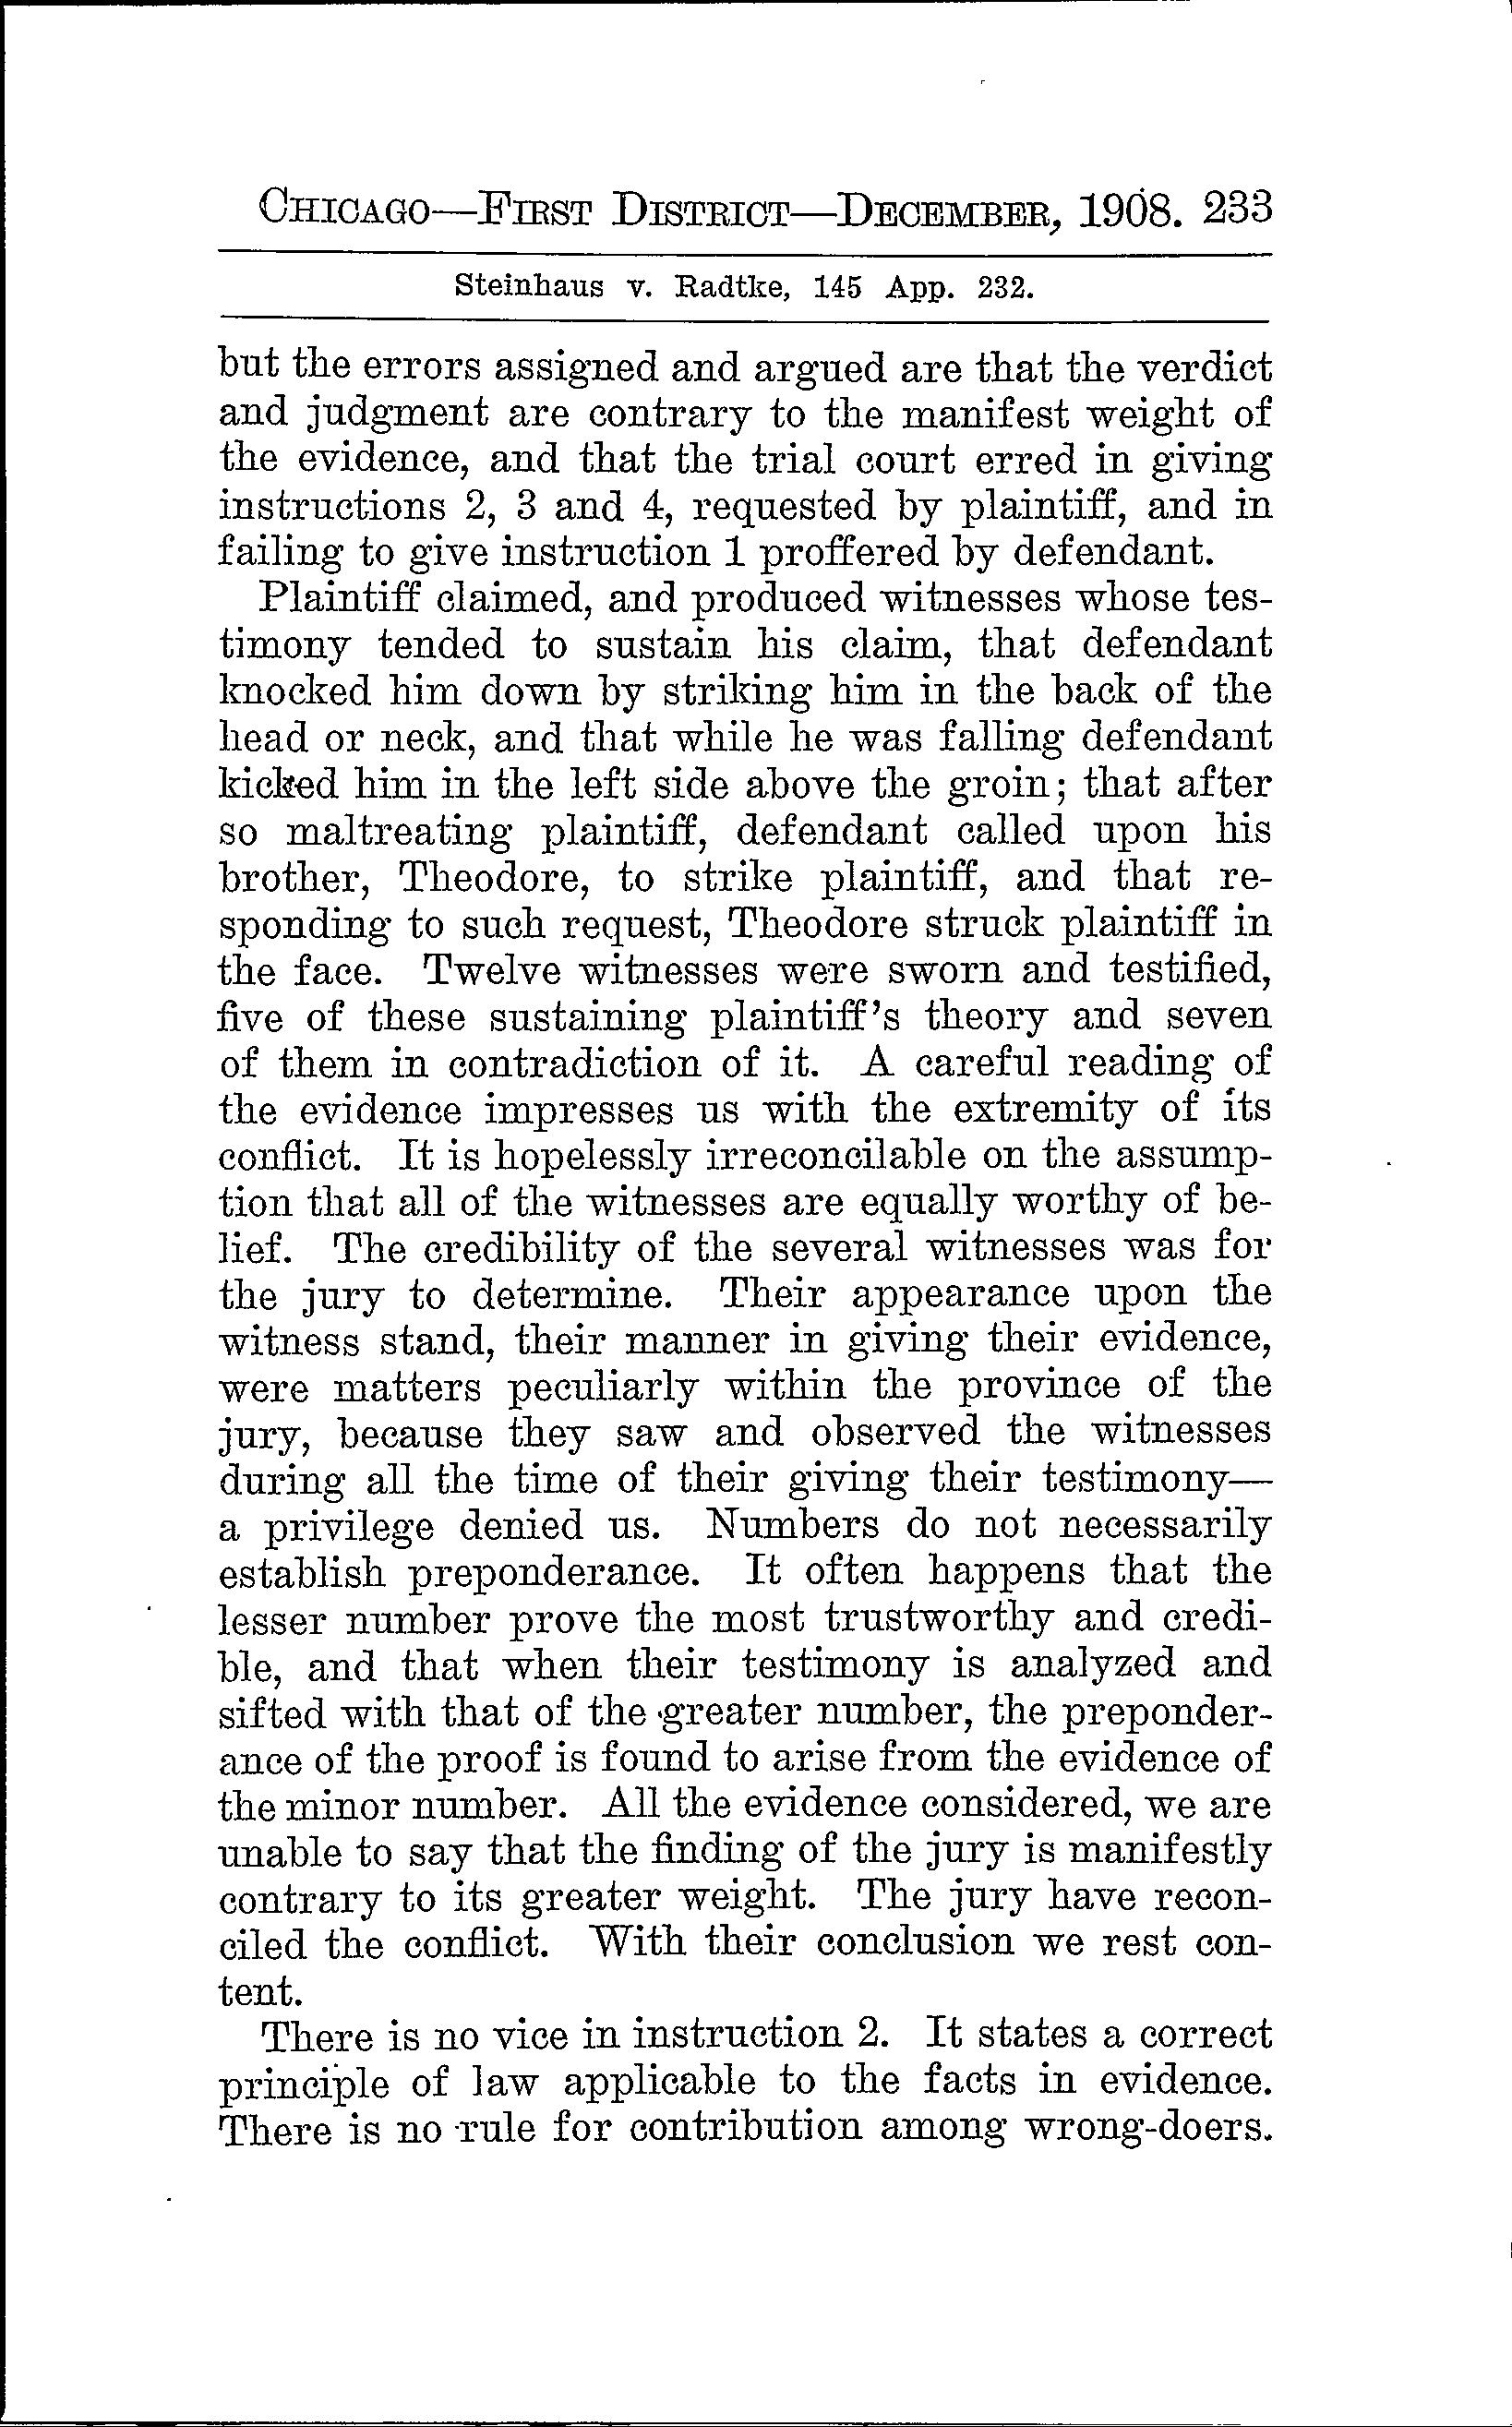 CHICAGO—FIRST DISTRICT—DECEMBER, 1908. 233
Steinhaus v. Radtke, 145 App. 232.
but the errors assigned and argued are that the verdict
and judgment are contrary to the manifest weight of
the evidence, and that the trial court erred in giving
instructions 2, 3 and 4, requested by plaintiff, and in
failing to give instruction 1 proffered by defendant.
Plaintiff claimed, and produced witnesses whose tes-
timony tended to sustain his claim, that defendant
knocked him down by striking him in the back of the
head or neck, and that while he was falling defendant
kicked him in the left side above the groin; that after
so maltreating plaintiff, defendant called upon his
brother, Theodore, to strike plaintiff, and that re-
sponding to such request, Theodore struck plaintiff in
the face. Twelve witnesses were sworn and testified,
five of these sustaining plaintiff's theory and seven
of them in contradiction of it. A careful reading of
the evidence impresses us with the extremity of its
conflict. It is hopelessly irreconcilable on the assump-
tion that all of the witnesses are equally worthy of be-
lief. The credibility of the several witnesses was for
the jury to determine. Their appearance upon the
witness stand, their manner in giving their evidence,
were matters peculiarly within the province of the
jury, because they saw and observed the witnesses
during all the time of their giving their testimony—
a privilege denied us. Numbers do not necessarily
establish preponderance. It often happens that the
lesser number prove the most trustworthy and credi-
ble, and that when their testimony is analyzed and
sifted with that of the greater number, the preponder-
ance of the proof is found to arise from the evidence of
the minor number. All the evidence considered, we are
unable to say that the finding of the jury is manifestly
contrary to its greater weight. The jury have recon-
ciled the conflict. With their conclusion we rest con-
tent.
There is no vice in instruction 2. It states a correct
principle of law applicable to the facts in evidence.
There is no rule for contribution among wrong-doers.